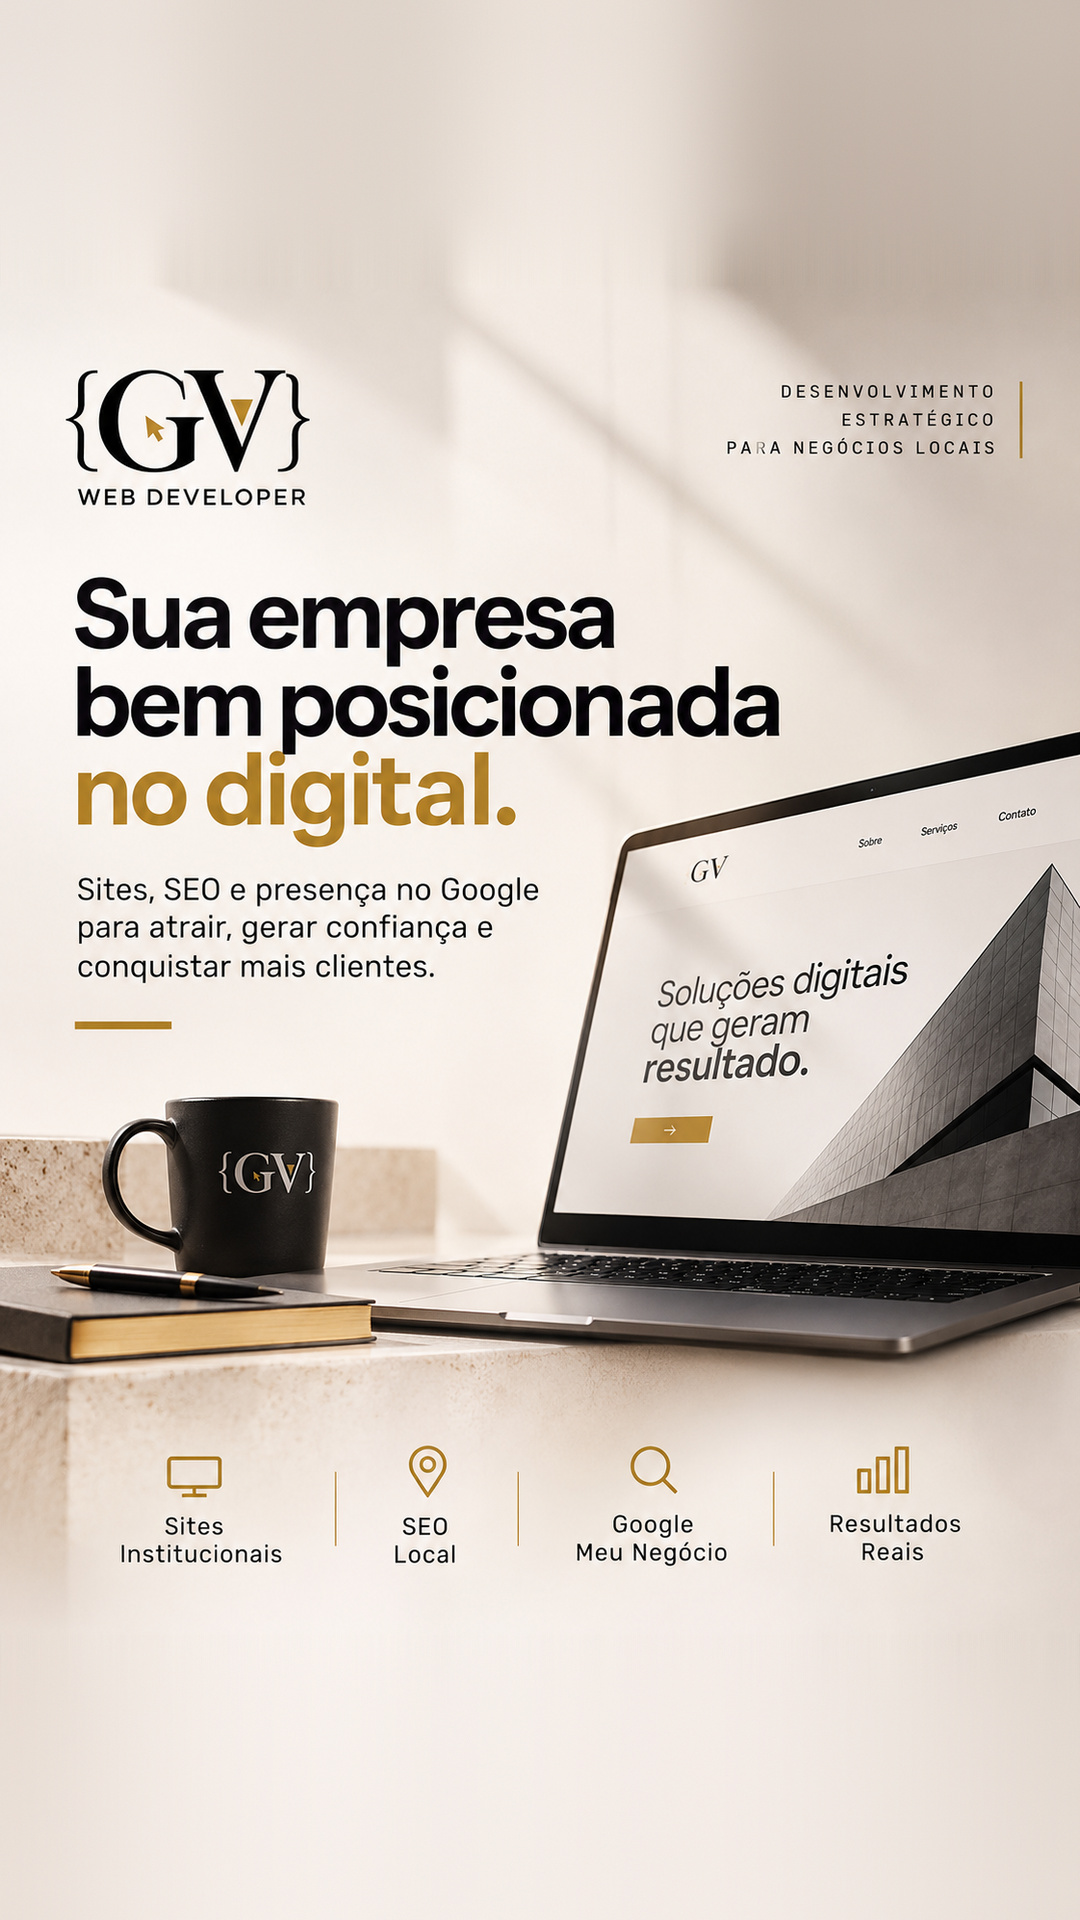 {GV}
WEB DEVELOPER
DESENVOLVIMENTO
ESTRATÉGICO
PARA NEGÓCIOS LOCAIS
Sua empresa
bem posicionada
no digital.
Sites, SEO e presença no Google
para atrair, gerar confiança e
conquistar mais clientes.
GV
Sobre
Serviços
Contato
Soluções digitais
que geram
resultado.
{GV}
Sites
Institucionais
SEO
Local
Google
Meu Negócio
Resultados
Reais